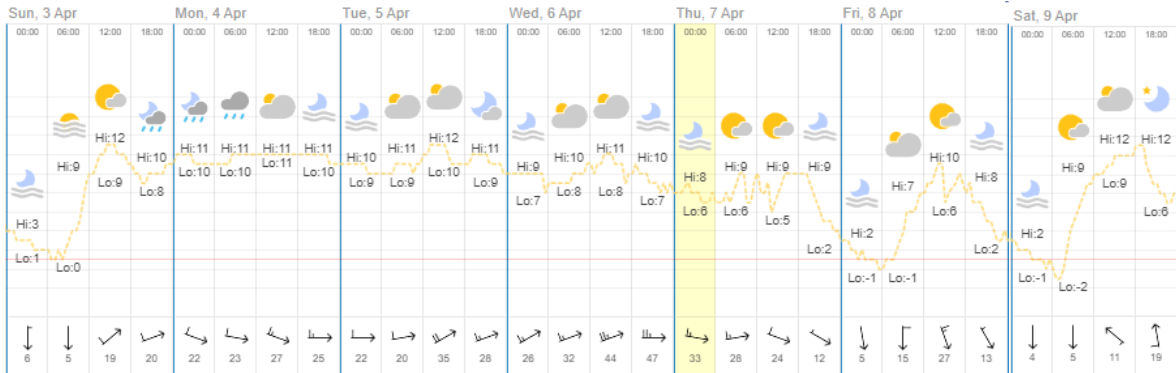 Sun, 3 Apr Mon, 4 Apr Tue, 5 Apr Wed, 6 Apr Thu, 7 Apr Fri, 8 Apr Sat, 9 Apr
00:00 06:00 12:00 18:00 00:00 06:00 12:00 18:00 00:00 06:00 12:00 18:00 00:00 06:00 12:00 18:00 00:00 06:00 12:00 18:00 00:00 06:00 12:00 18:00 00:00 06:00 12:00 18:00
Hi:3 Hi:9 Hi:12 Hi:10 Hi:11 Hi:11 Hi:11 Hi:11 Hi:10 Hi:11 Hi:12 Hi:11 Hi:9 Hi:10 Hi:11 Hi:10 Hi:8 Hi:9 Hi:9 Hi:9 Hi:2 Hi:7 Hi:10 Hi:8 Hi:2 Hi:9 Hi:12 Hi:12
Lo:1 Lo:0 Lo:9 Lo:8 Lo:10 Lo:10 Lo:11 Lo:10 Lo:9 Lo:9 Lo:10 Lo:9 Lo:7 Lo:8 Lo:8 Lo:7 Lo:6 Lo:6 Lo:5 Lo:2 Lo:-1 Lo:-1 Lo:6 Lo:2 Lo:-1 Lo:-2 Lo:9 Lo:6
6 5 19 20 22 23 27 25 22 20 35 28 26 32 44 47 33 26 24 12 5 15 27 13 4 5 11 19